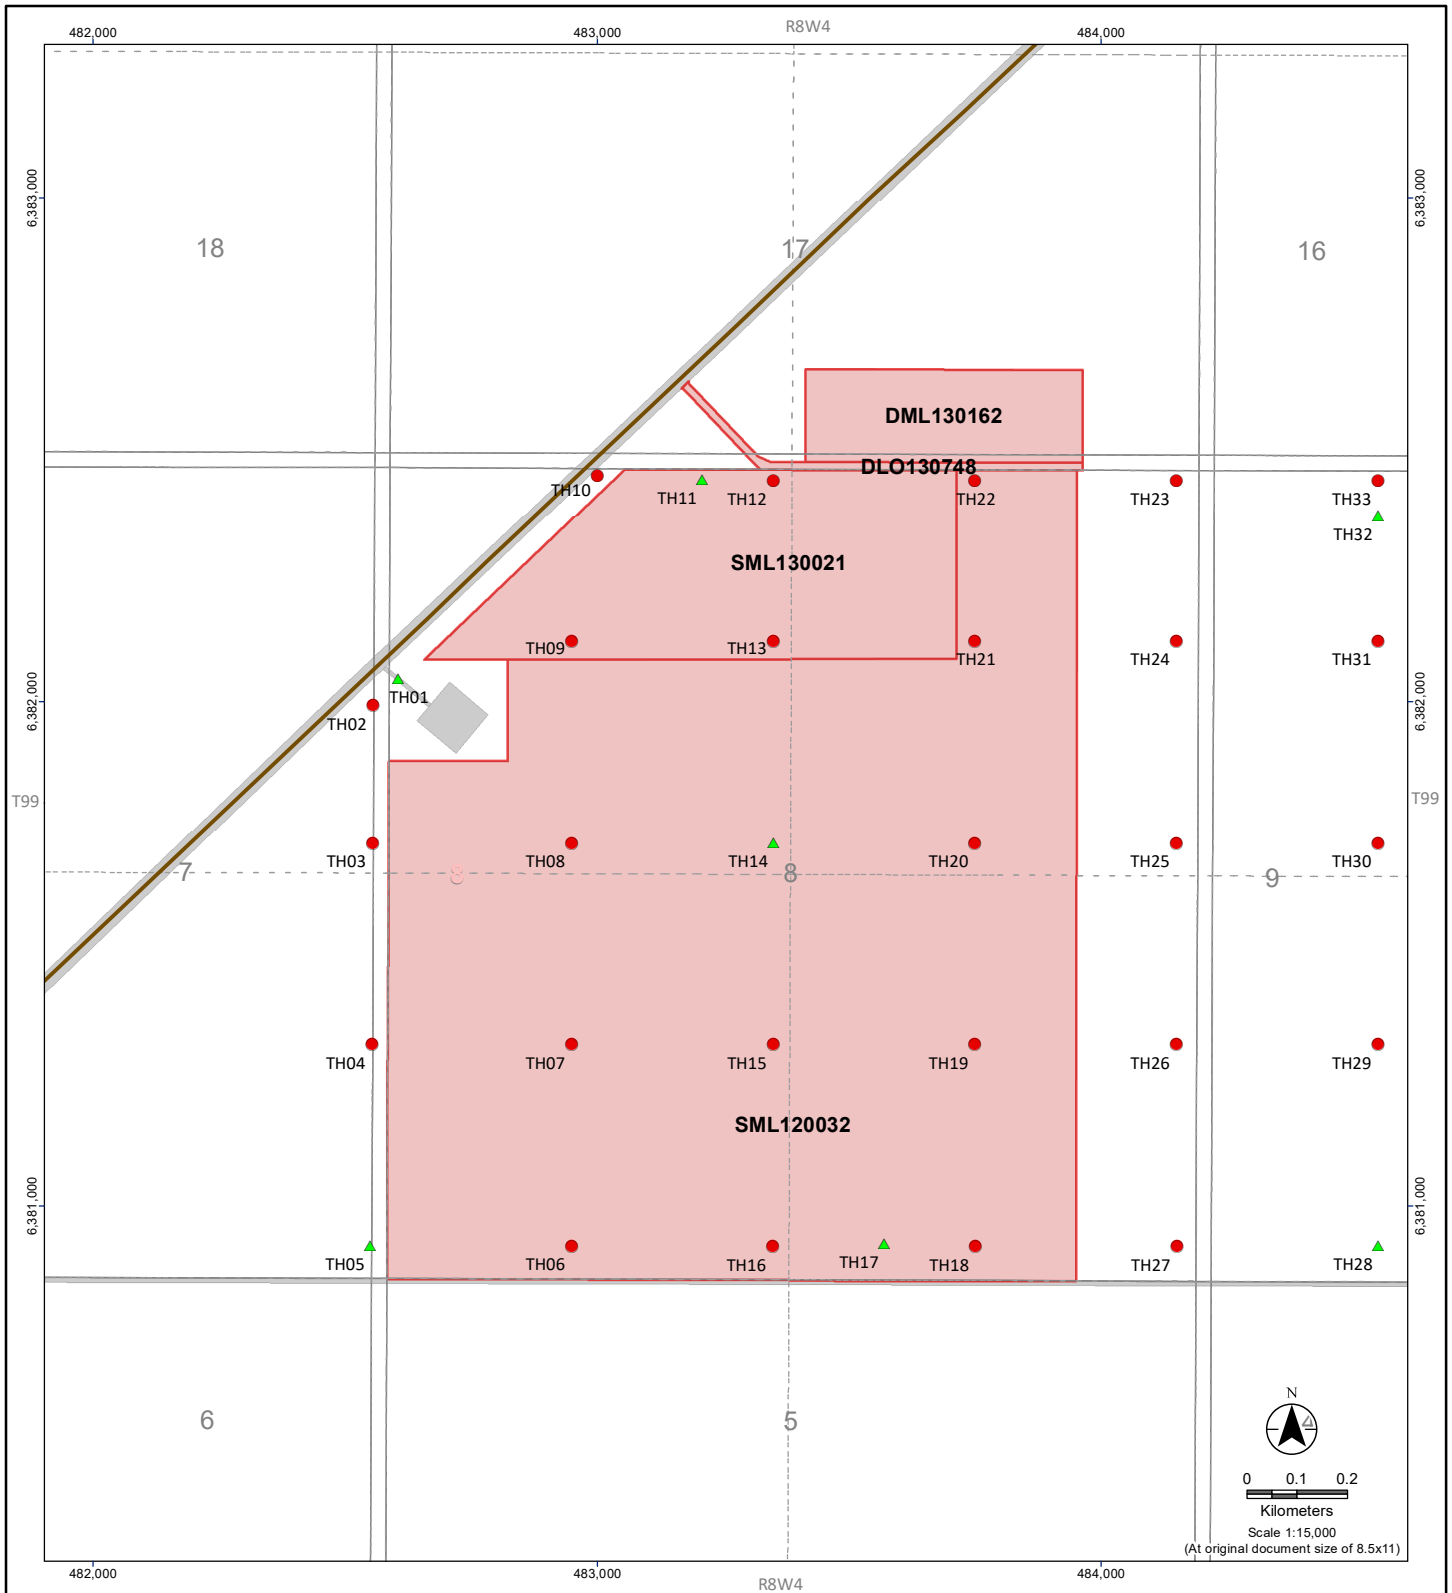 R8W4
482,000 483,000 484,000
6,383,000 6,383,000
18 17 16
DML130162
DLO130748
TH10 TH11 TH12 TH22 TH23 TH33
TH32
SML130021
TH09 TH13 TH21 TH24 TH31
TH01
6,382,000 6,382,000
TH02
T99 T99
TH03 TH08 TH14 TH20 TH25 TH30
7 8 8 9
TH04 TH07 TH15 TH19 TH26 TH29
SML120032
6,381,000 6,381,000
TH05 TH06 TH16 TH17 TH18 TH27 TH28
6 5 4
N
0 0.1 0.2
Kilometers
Scale 1:15,000
(At original document size of 8.5x11)
482,000 483,000 484,000
R8W4